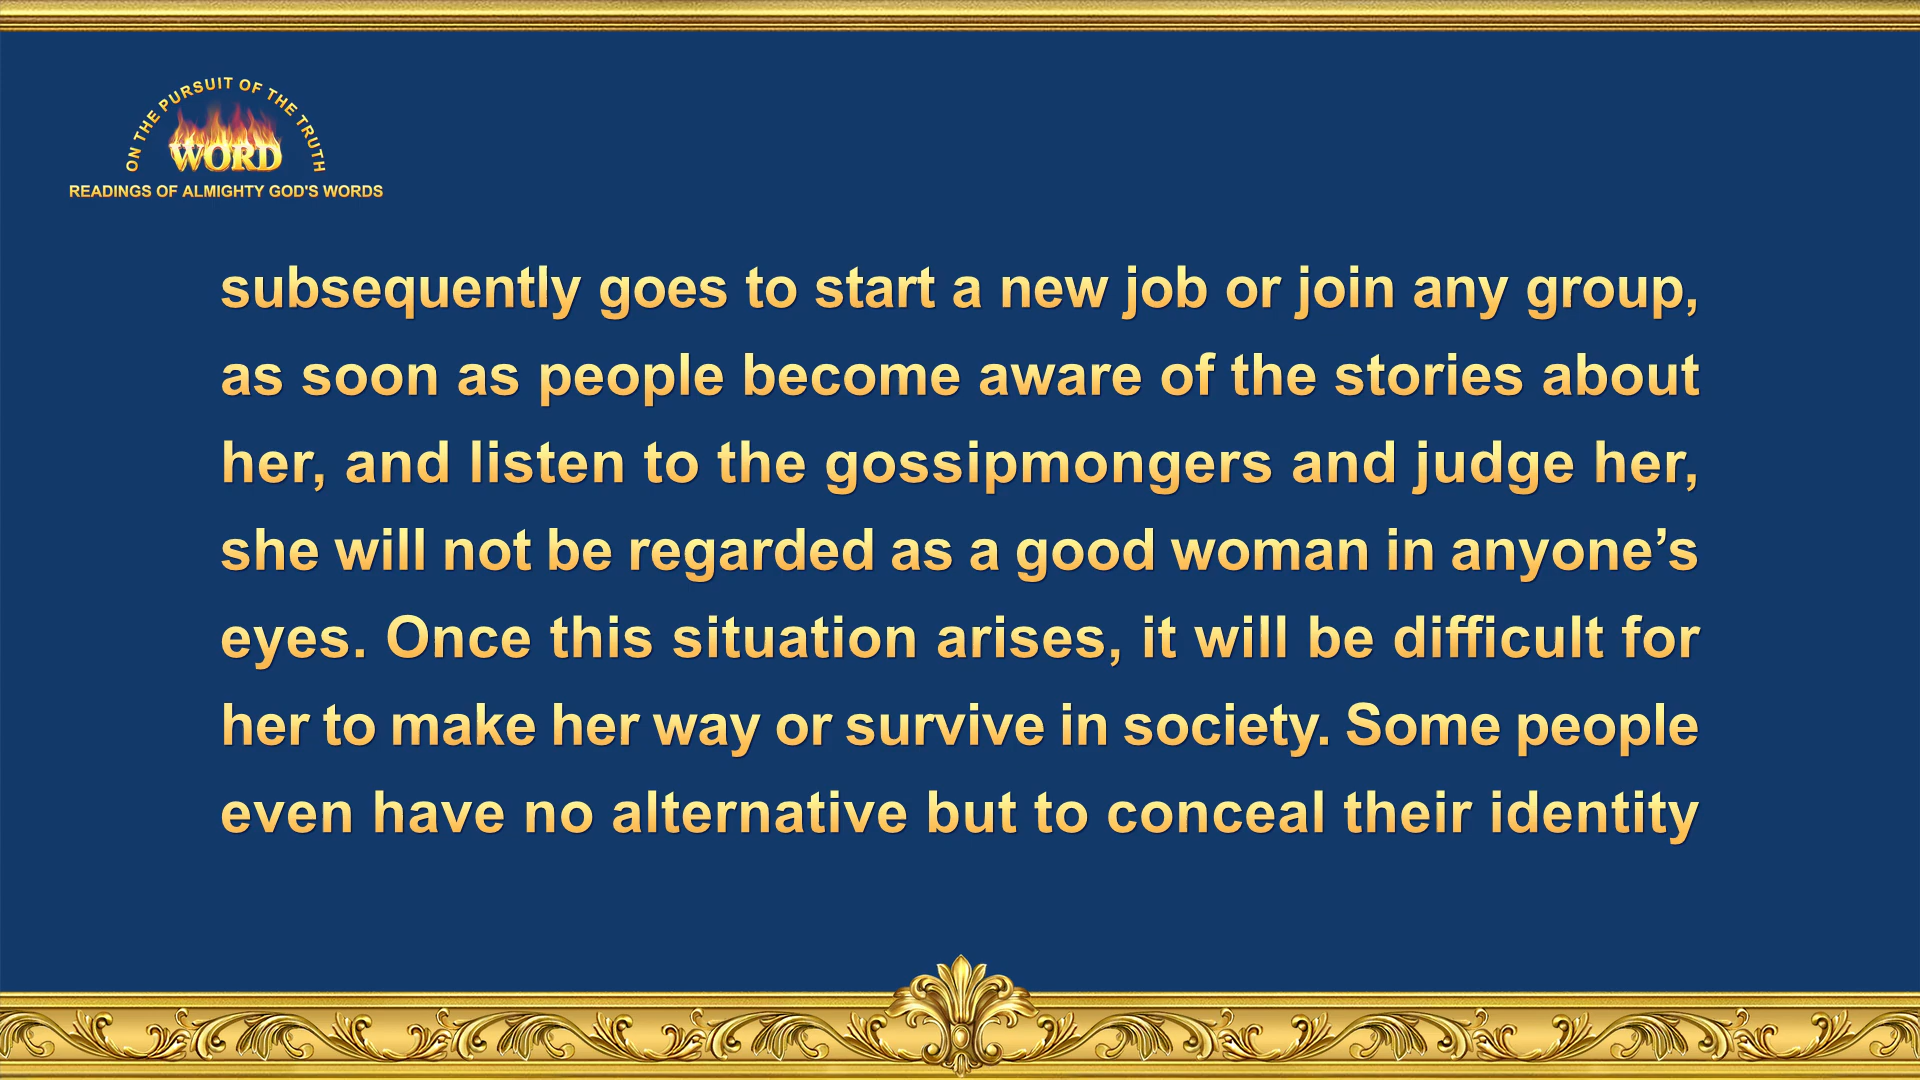 ON THE PURSUIT OF THE TRUTH
WORD
READINGS OF ALMIGHTY GOD'S WORDS
subsequently goes to start a new job or join any group,
as soon as people become aware of the stories about
her, and listen to the gossipmongers and judge her,
she will not be regarded as a good woman in anyone’s
eyes. Once this situation arises, it will be difficult for
her to make her way or survive in society. Some people
even have no alternative but to conceal their identity